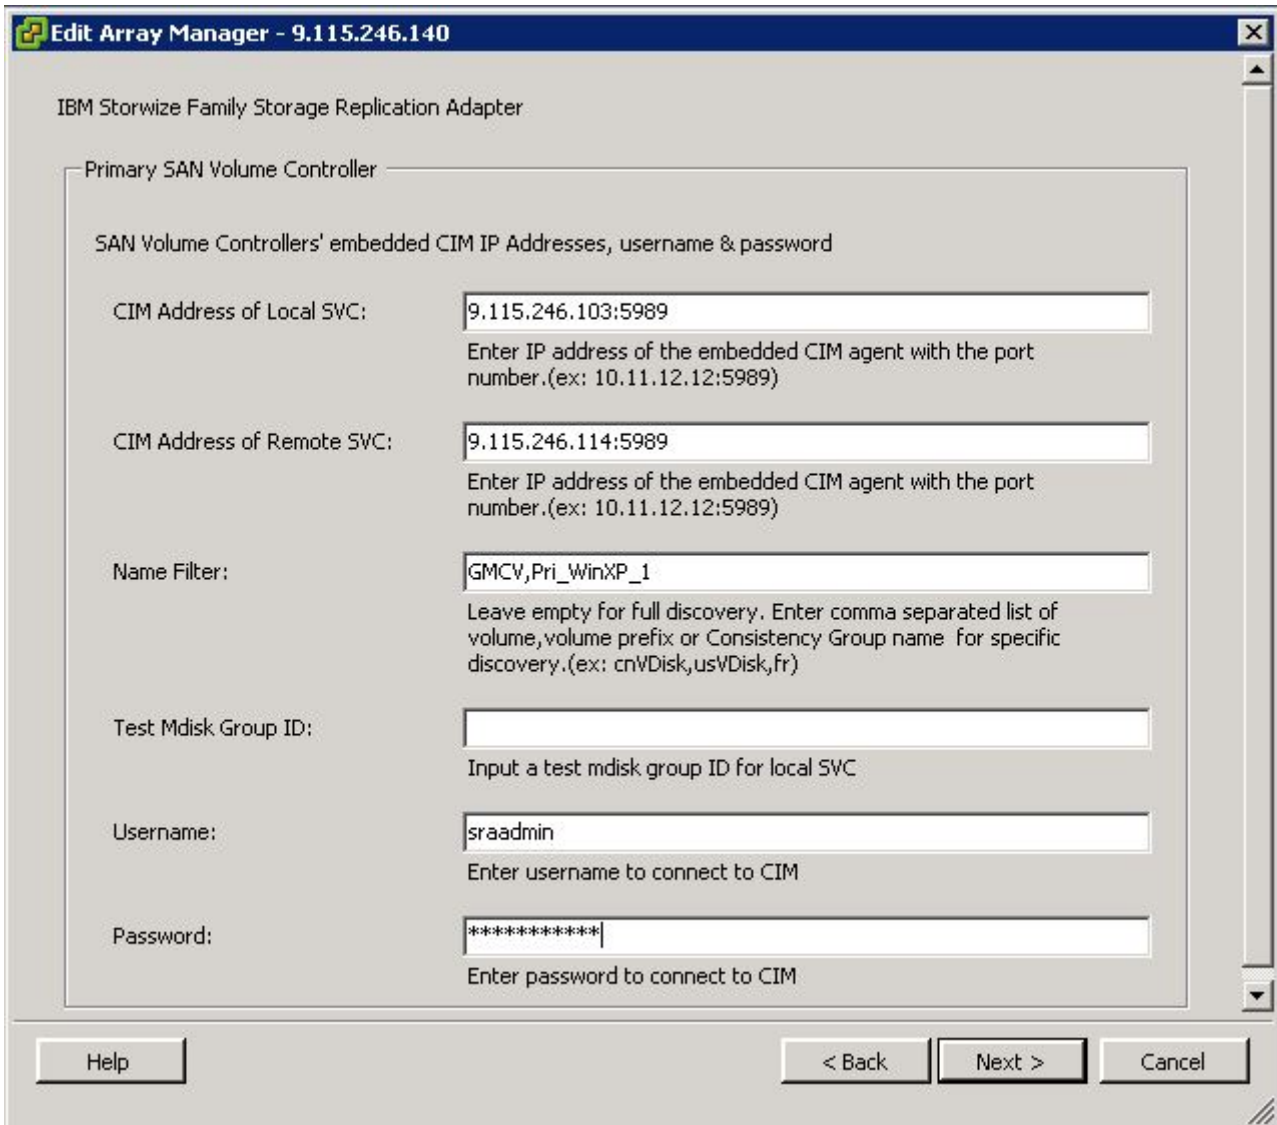 Edit Array Manager - 9.115.246.140
IBM Storwize Family Storage Replication Adapter
Primary SAN Volume Controller
SAN Volume Controllers' embedded CIM IP Addresses, username & password
CIM Address of Local SVC:
9.115.246.103:5989
Enter IP address of the embedded CIM agent with the port
number.(ex: 10.11.12.12:5989)
CIM Address of Remote SVC:
9.115.246.114:5989
Enter IP address of the embedded CIM agent with the port
number.(ex: 10.11.12.12:5989)
Name Filter:
GMCV,Pri_WinXP_1
Leave empty for full discovery. Enter comma separated list of
volume,volume prefix or Consistency Group name  for specific
discovery.(ex: cnVDisk,usVDisk,fr)
Test Mdisk Group ID:
Input a test mdisk group ID for local SVC
Username:
sraadmin
Enter username to connect to CIM
Password:
***********
Enter password to connect to CIM
Help
< Back
Next >
Cancel